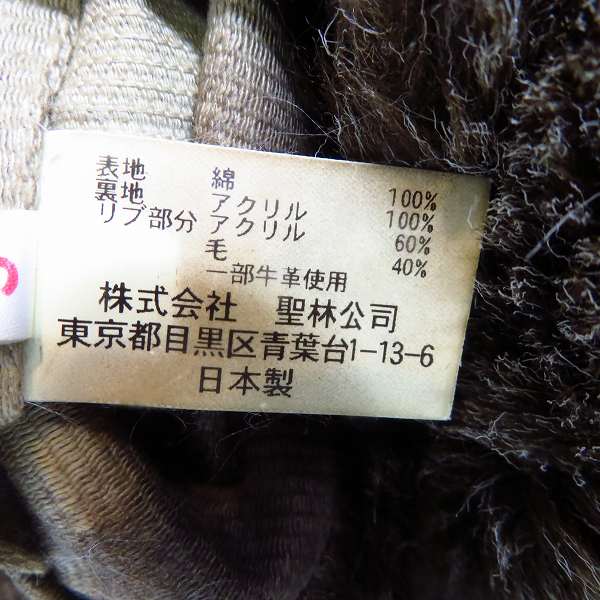 表地 綿 100%
裏地 アクリル 100%
リブ部分 アクリル 60%
毛 40%
一部牛革使用
株式会社 聖林公司
東京都目黒区青葉台1-13-6
日本製